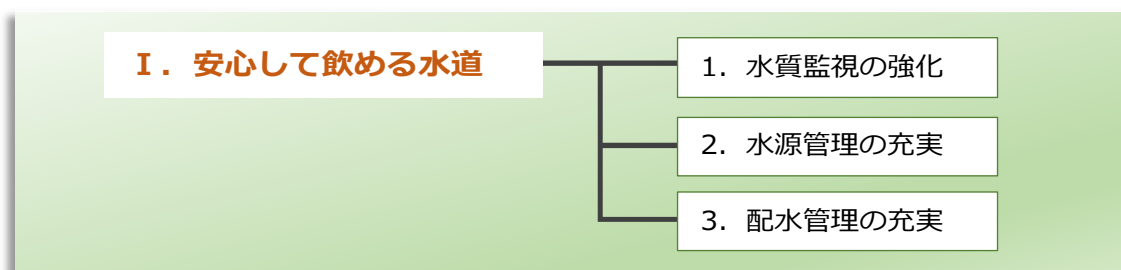 Ⅰ．安心して飲める水道
1．水質監視の強化
2．水源管理の充実
3．配水管理の充実